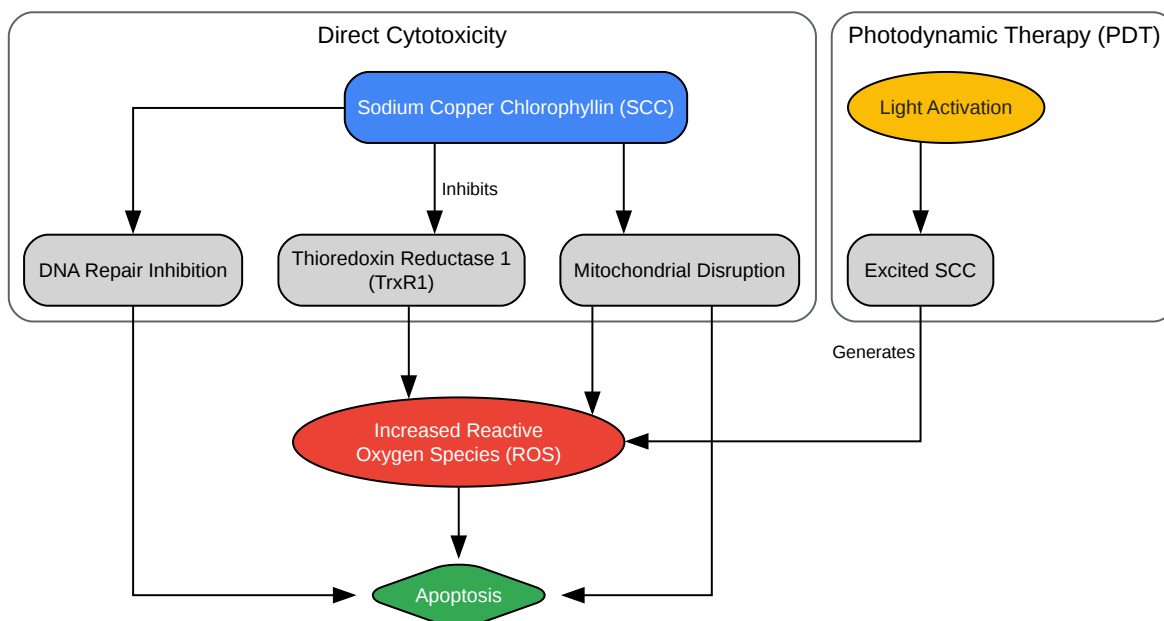 Direct Cytotoxicity
Photodynamic Therapy (PDT)
Sodium Copper Chlorophyllin (SCC)
Light Activation
Inhibits
DNA Repair Inhibition
Thioredoxin Reductase 1
(TrxR1)
Mitochondrial Disruption
Excited SCC
Generates
Increased Reactive
Oxygen Species (ROS)
Apoptosis